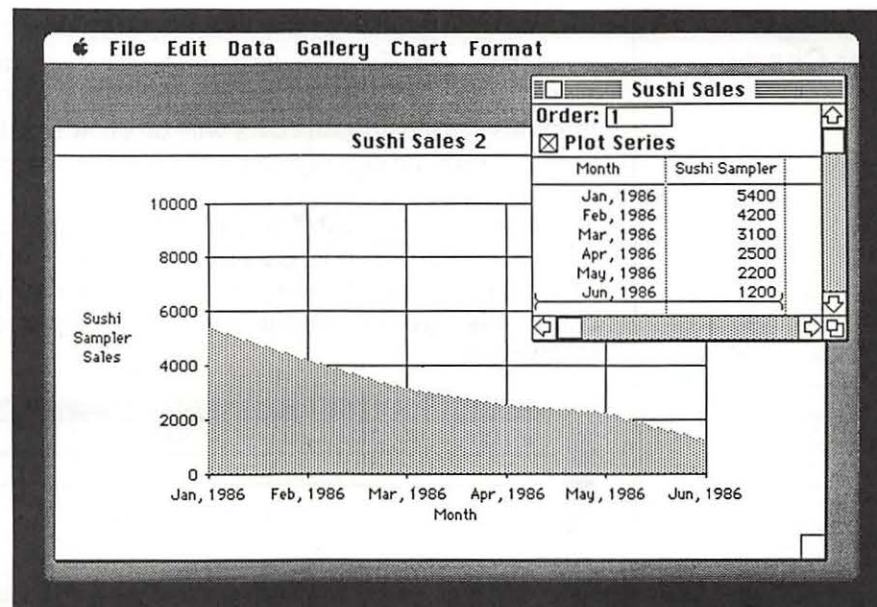 File Edit Data Gallery Chart Format
Sushi Sales
Order: 1
Plot Series
Month Sushi Sampler
Jan, 1986 5400
Feb, 1986 4200
Mar, 1986 3100
Apr, 1986 2500
May, 1986 2200
Jun, 1986 1200
Sushi Sales 2
10000
8000
6000
4000
2000
0
Sushi
Sampler
Sales
Jan, 1986 Feb, 1986 Mar, 1986 Apr, 1986 May, 1986 Jun, 1986
Month